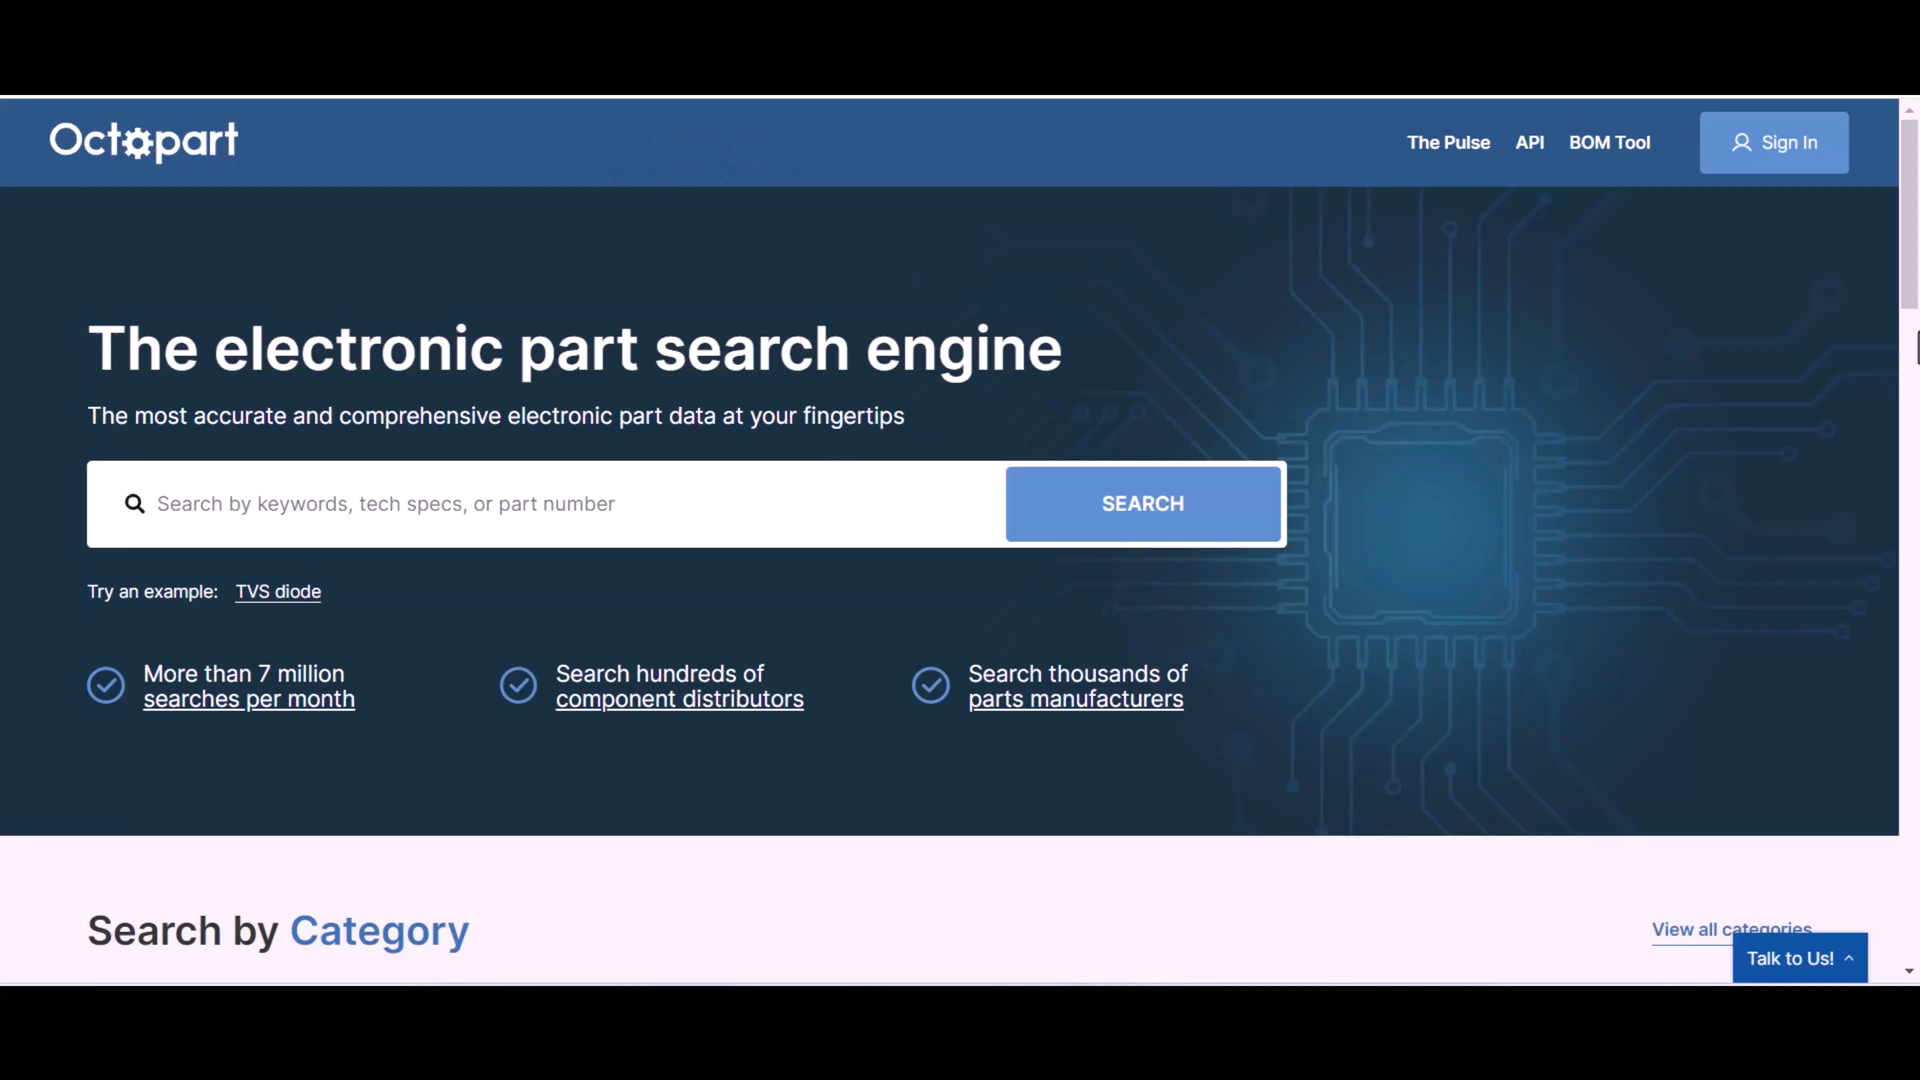 Octopart
The Pulse API BOM Tool Sign In
The electronic part search engine
The most accurate and comprehensive electronic part data at your fingertips
Search by keywords, tech specs, or part number SEARCH
Try an example: TVS diode
More than 7 million
searches per month
Search hundreds of
component distributors
Search thousands of
parts manufacturers
Search by Category
View all categories
Talk to Us!